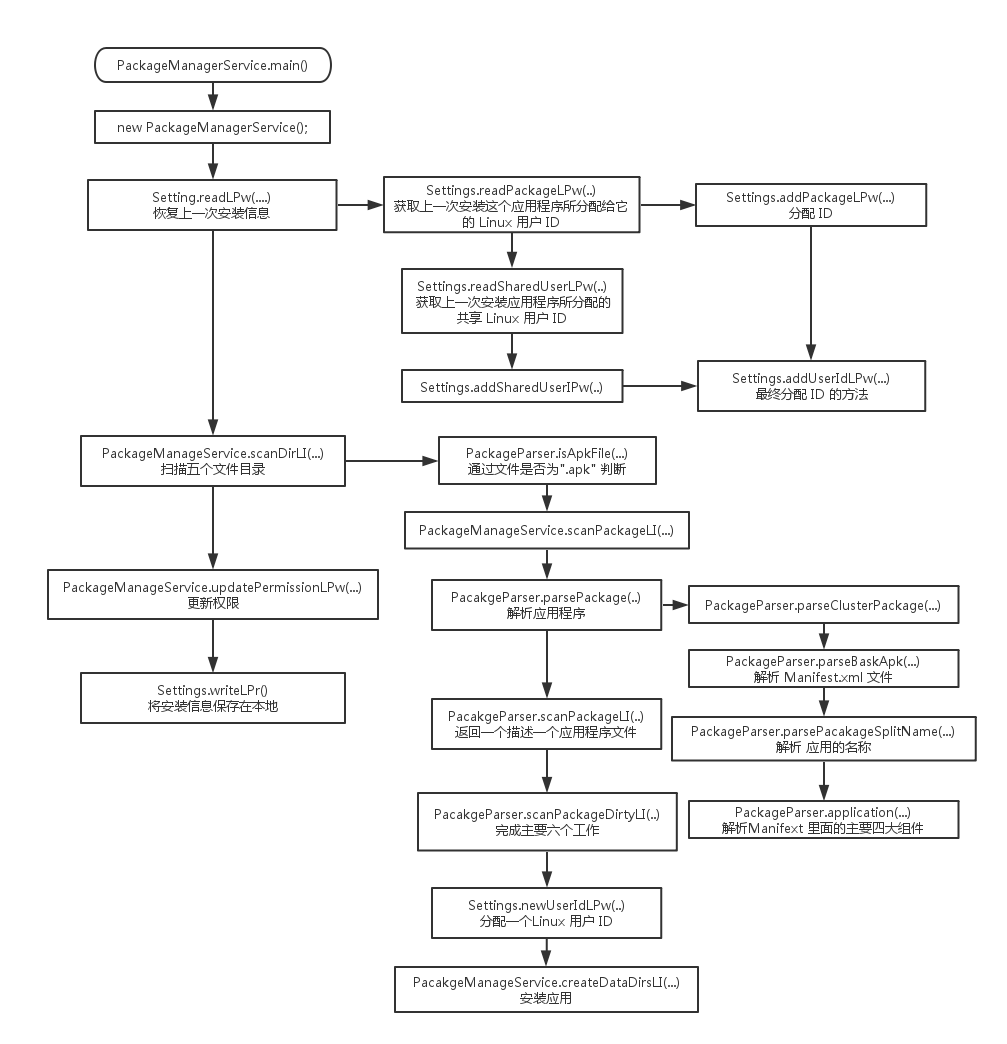 PackageManagerService.main()
new PackageManagerService();
Setting.readLPw(....)
恢复上一次安装信息
Settings.readPackageLPw(..)
获取上一次安装这个应用程序所分配给它
的 Linux 用户 ID
Settings.addPackageLPw(...)
分配 ID
Settings.readSharedUserLPw(..)
获取上一次安装应用程序所分配的
共享 Linux 用户 ID
Settings.addSharedUserIPw(..)
Settings.addUserIdLPw(...)
最终分配 ID 的方法
PackageManageService.scanDirLI(...)
扫描五个文件目录
PackageParser.isApkFile(...)
通过文件是否为".apk" 判断
PackageManageService.scanPackageLI(...)
PackageManageService.updatePermissionLPw(...)
更新权限
PacakgeParser.parsePackage(..)
解析应用程序
PackageParser.parseClusterPackage(...)
PackageParser.parseBaskApk(...)
解析 Manifest.xml 文件
Settings.writeLPr()
将安装信息保存在本地
PacakgeParser.scanPackageLI(..)
返回一个描述一个应用程序文件
PackageParser.parsePacakageSplitName(...)
解析 应用的名称
PacakgeParser.scanPackageDirtyLI(..)
完成主要六个工作
PackageParser.application(...)
解析Manifext 里面的主要四大组件
Settings.newUserIdLPw(..)
分配一个Linux 用户 ID
PacakgeManageService.createDataDirsLI(...)
安装应用